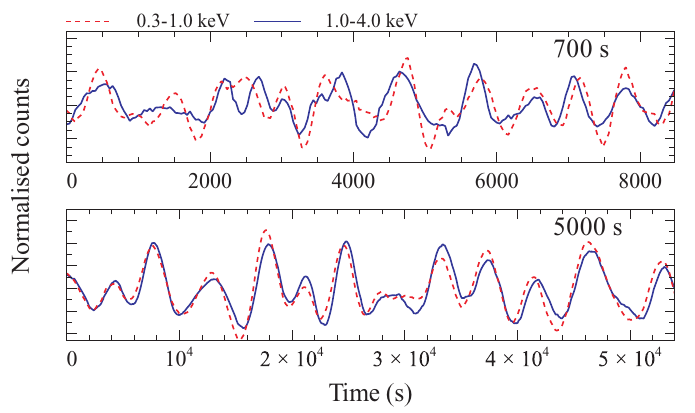 0.3-1.0 keV 1.0-4.0 keV
700 s
Normalised counts
0 2000 4000 6000 8000
5000 s
0 10⁴ 2 × 10⁴ 3 × 10⁴ 4 × 10⁴ 5 × 10⁴
Time (s)